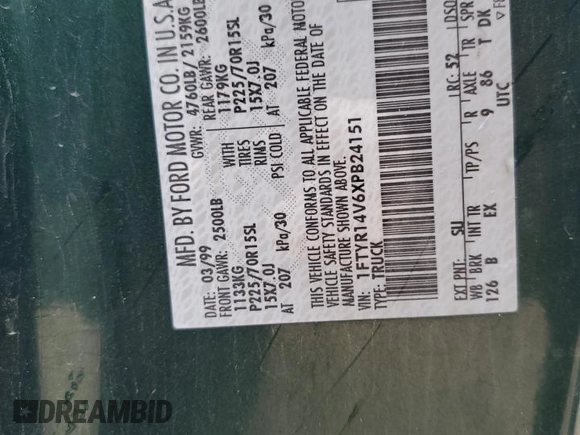 MFD. BY FORD MOTOR CO. IN U.S.A
DATE: 03/99 GVWR: 4760LB/ 2159KG
FRONT GAWR: 2500LB REAR GAWR: 2600LB
1133KG WITH 1179KG
P225/70R15SL TIRES P225/70R15SL
15X7.0J RIMS 15X7.0J
AT 207 kPa/30 PSI COLD AT 207 kPa/30
THIS VEHICLE CONFORMS TO ALL APPLICABLE FEDERAL MOTOR
VEHICLE SAFETY STANDARDS IN EFFECT ON THE DATE OF
MANUFACTURE SHOWN ABOVE.
VIN: 1FTYR14V6XPB24151
TYPE: TRUCK
EXT PNT: SU RC: 52 DSO
WB BRK INT TR TP/PS R AXLE TR SPR
126 B EX 9 86 T DK
UTC
DREAMBID